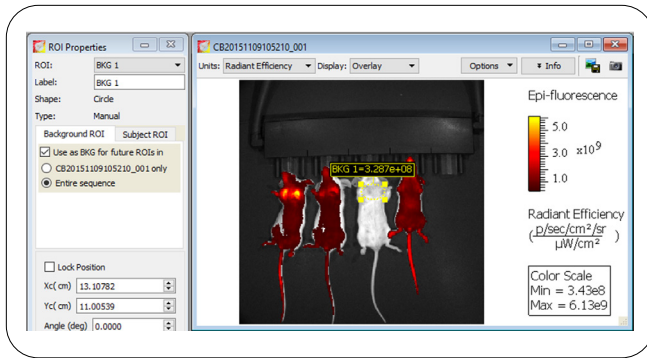 ROI Properties
ROI: BKG 1
Label: BKG 1
Shape: Circle
Type: Manual
Background ROI Subject ROI
Use as BKG for future ROIs in
CB20151109105210_001 only
Entire sequence
Lock Position
Xc( cm) 13.10782
Yc( cm) 11.00539
Angle (deg) 0.0000
CB20151109105210_001
Units: Radiant Efficiency Display: Overlay Options Info
BKG 1=3.287e+08
Epi-fluorescence
5.0
3.0 x10⁹
1.0
Radiant Efficiency
(p/sec/cm²/sr
µW/cm²)
Color Scale
Min = 3.43e8
Max = 6.13e9